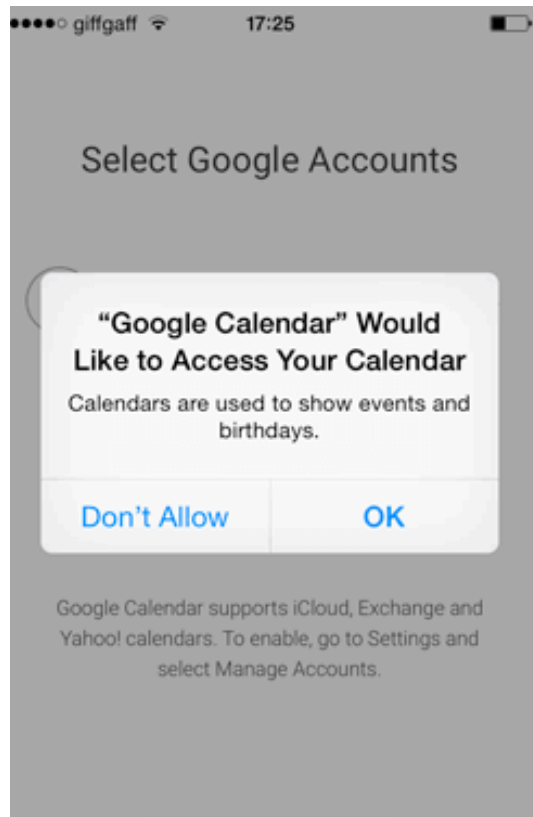 giffgaff 17:25
Select Google Accounts
“Google Calendar” Would
Like to Access Your Calendar
Calendars are used to show events and
birthdays.
Don’t Allow OK
Google Calendar supports iCloud, Exchange and
Yahoo! calendars. To enable, go to Settings and
select Manage Accounts.